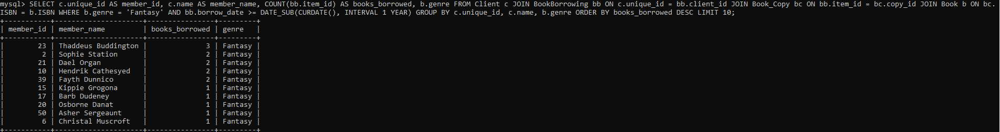 mysql> SELECT c.unique_id AS member_id, c.name AS member_name, COUNT(bb.item_id) AS books_borrowed, b.genre FROM Client c JOIN BookBorrowing bb ON c.unique_id = bb.client_id JOIN Book_Copy bc ON bb.item_id = bc.copy_id JOIN Book b ON bc.
ISBN = b.ISBN WHERE b.genre = 'Fantasy' AND bb.borrow_date >= DATE_SUB(CURDATE(), INTERVAL 1 YEAR) GROUP BY c.unique_id, c.name, b.genre ORDER BY books_borrowed DESC LIMIT 10;
+-----------+---------------------+----------------+---------+
| member_id | member_name         | books_borrowed | genre   |
+-----------+---------------------+----------------+---------+
|        23 | Thaddeus Buddington |              3 | Fantasy |
|         2 | Sophie Station      |              2 | Fantasy |
|        21 | Dael Organ          |              2 | Fantasy |
|        10 | Hendrik Cathesyed   |              2 | Fantasy |
|        39 | Fayth Dunnico       |              2 | Fantasy |
|        15 | Kippie Grogona      |              1 | Fantasy |
|        17 | Barb Dudeney        |              1 | Fantasy |
|        20 | Osborne Danat       |              1 | Fantasy |
|        50 | Asher Sergeaunt     |              1 | Fantasy |
|         6 | Christal Muscroft   |              1 | Fantasy |
+-----------+---------------------+----------------+---------+